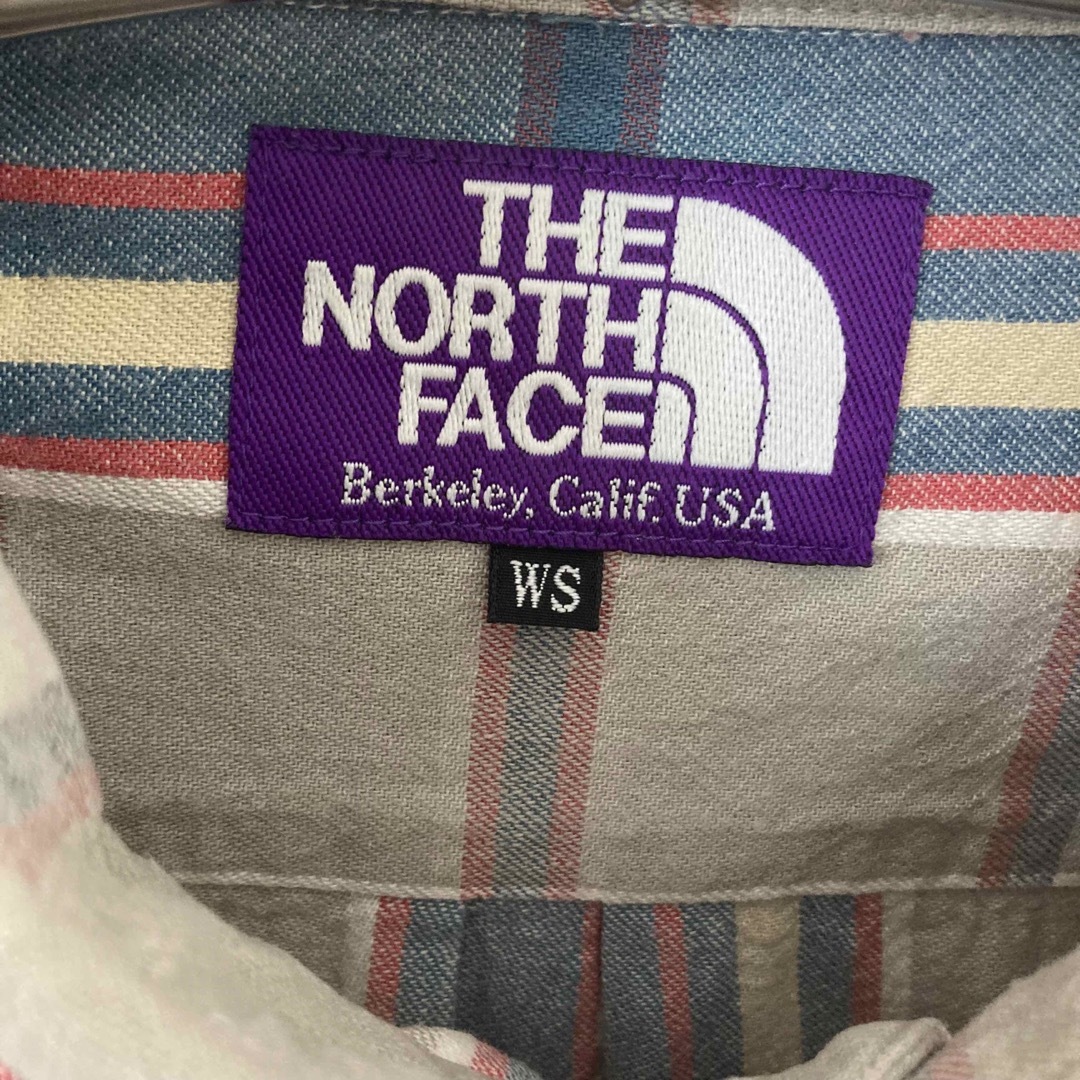 THE
NORTH
FACE
Berkeley, Calif. USA
WS